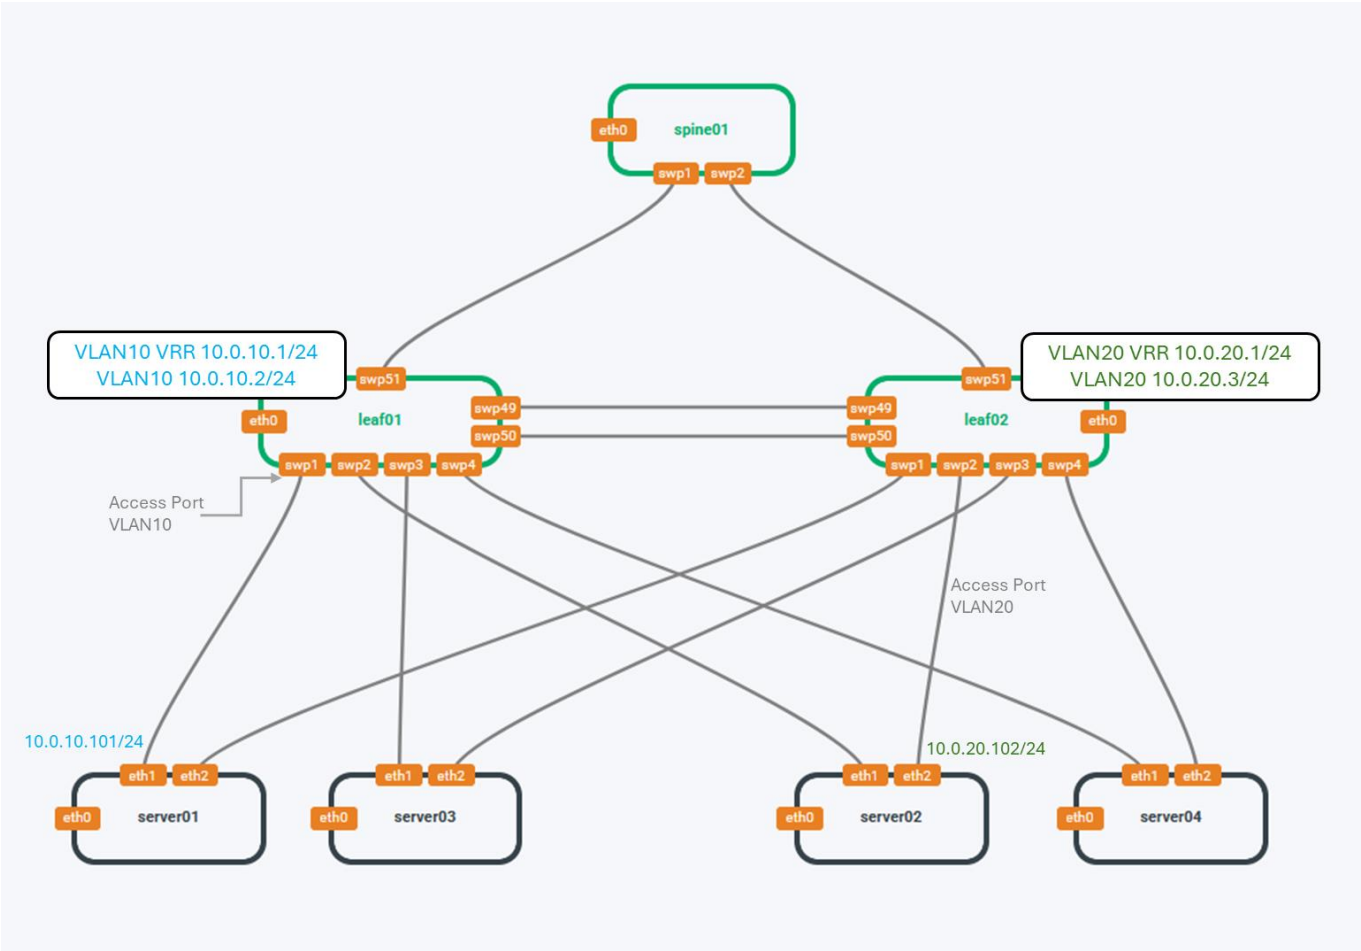 spine01
eth0
swp1
swp2
VLAN10 VRR 10.0.10.1/24
VLAN10 10.0.10.2/24
swp51
leaf01
eth0
swp49
swp50
swp1
swp2
swp3
swp4
Access Port
VLAN10
VLAN20 VRR 10.0.20.1/24
VLAN20 10.0.20.3/24
swp51
leaf02
eth0
swp49
swp50
swp1
swp2
swp3
swp4
Access Port
VLAN20
10.0.10.101/24
eth1
eth2
eth0
server01
eth1
eth2
eth0
server03
10.0.20.102/24
eth1
eth2
eth0
server02
eth1
eth2
eth0
server04